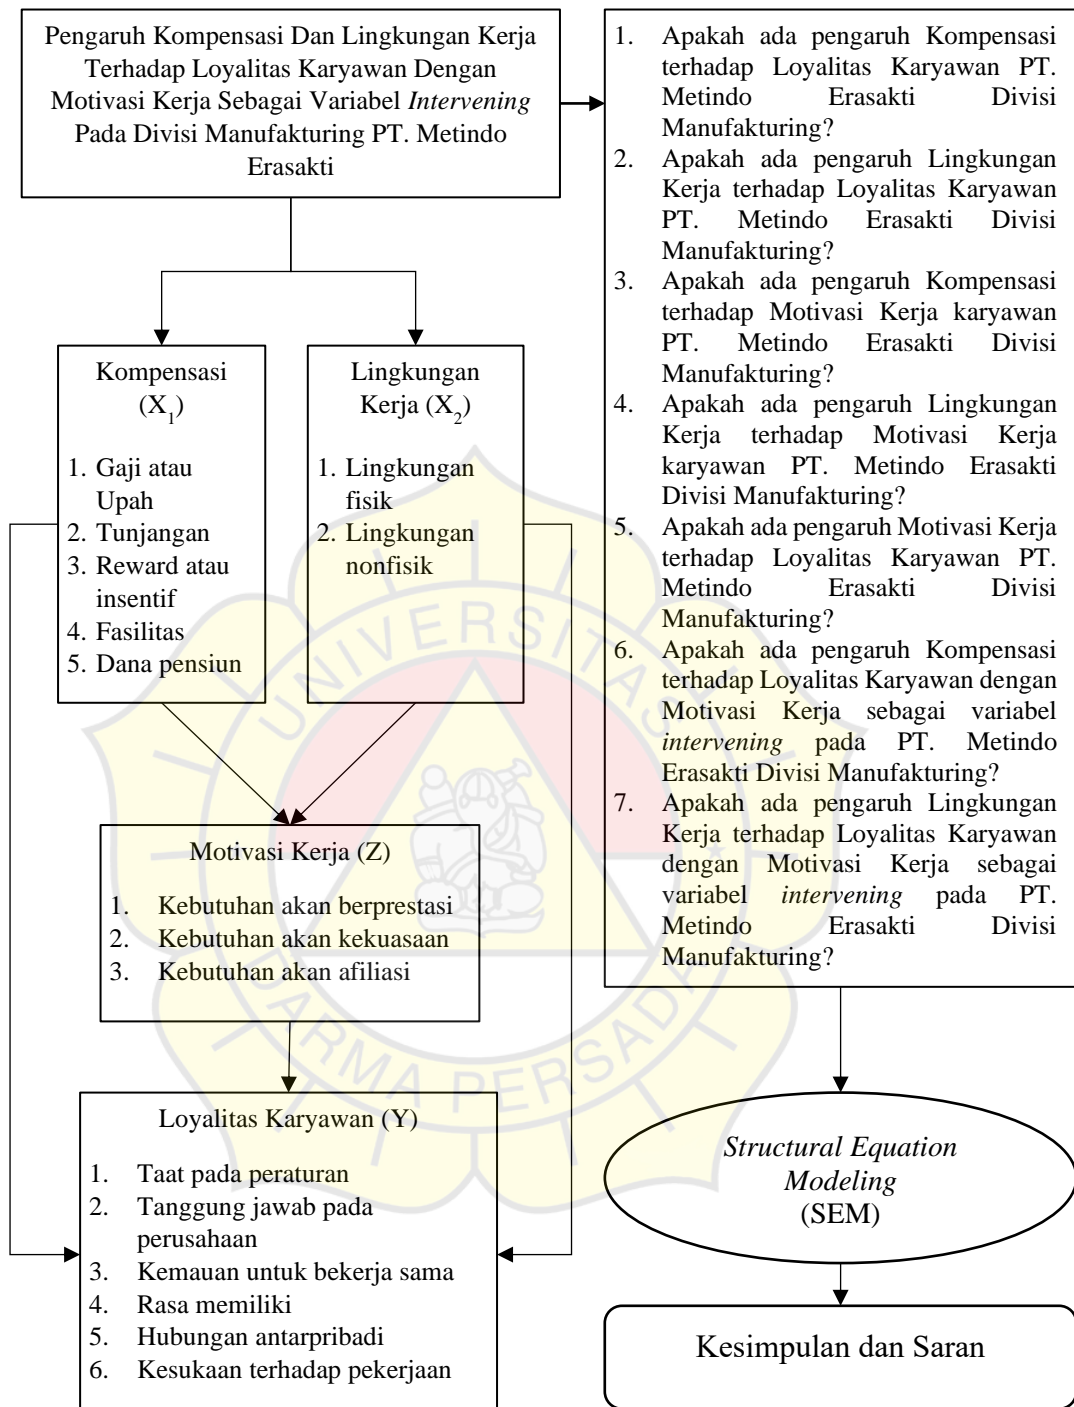 Pengaruh Kompensasi Dan Lingkungan Kerja
Terhadap Loyalitas Karyawan Dengan
Motivasi Kerja Sebagai Variabel Intervening
Pada Divisi Manufakturing PT. Metindo
Erasakti
Kompensasi
(X₁)
1. Gaji atau
Upah
2. Tunjangan
3. Reward atau
insentif
4. Fasilitas
5. Dana pensiun
Lingkungan
Kerja (X₂)
1. Lingkungan
fisik
2. Lingkungan
nonfisik
Motivasi Kerja (Z)
1. Kebutuhan akan berprestasi
2. Kebutuhan akan kekuasaan
3. Kebutuhan akan afiliasi
Loyalitas Karyawan (Y)
1. Taat pada peraturan
2. Tanggung jawab pada
perusahaan
3. Kemauan untuk bekerja sama
4. Rasa memiliki
5. Hubungan antarpribadi
6. Kesukaan terhadap pekerjaan
1. Apakah ada pengaruh Kompensasi
terhadap Loyalitas Karyawan PT.
Metindo Erasakti Divisi
Manufakturing?
2. Apakah ada pengaruh Lingkungan
Kerja terhadap Loyalitas Karyawan
PT. Metindo Erasakti Divisi
Manufakturing?
3. Apakah ada pengaruh Kompensasi
terhadap Motivasi Kerja karyawan
PT. Metindo Erasakti Divisi
Manufakturing?
4. Apakah ada pengaruh Lingkungan
Kerja terhadap Motivasi Kerja
karyawan PT. Metindo Erasakti
Divisi Manufakturing?
5. Apakah ada pengaruh Motivasi Kerja
terhadap Loyalitas Karyawan PT.
Metindo Erasakti Divisi
Manufakturing?
6. Apakah ada pengaruh Kompensasi
terhadap Loyalitas Karyawan dengan
Motivasi Kerja sebagai variabel
intervening pada PT. Metindo
Erasakti Divisi Manufakturing?
7. Apakah ada pengaruh Lingkungan
Kerja terhadap Loyalitas Karyawan
dengan Motivasi Kerja sebagai
variabel intervening pada PT.
Metindo Erasakti Divisi
Manufakturing?
Structural Equation
Modeling
(SEM)
Kesimpulan dan Saran
UNIVERSITAS
DARMA PERSADA